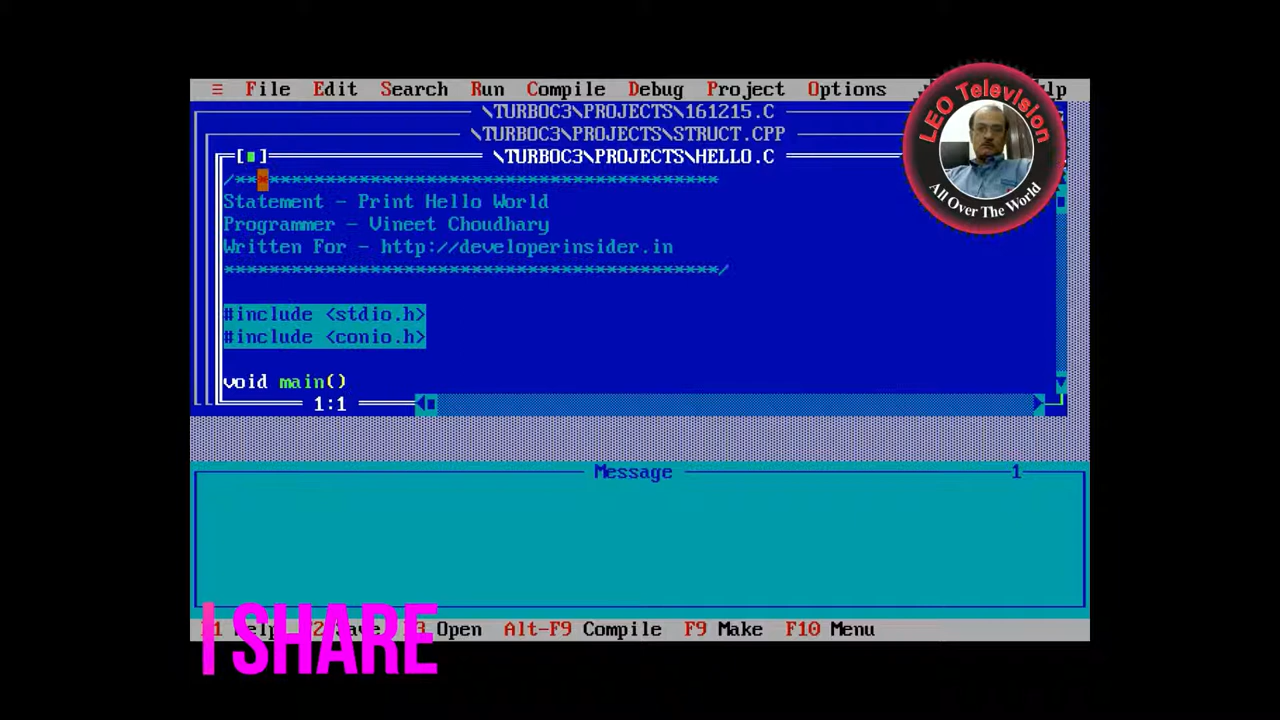 ≡ File Edit Search Run Compile Debug Project Options
\TURBOC3\PROJECTS\161215.C
\TURBOC3\PROJECTS\STRUCT.CPP
\TURBOC3\PROJECTS\HELLO.C
/*******************************************
Statement - Print Hello World
Programmer - Vineet Choudhary
Written For - http://developerinsider.in
********************************************/
#include <stdio.h>
#include <conio.h>
void main()
1:1
Message 1
Open Alt-F9 Compile F9 Make F10 Menu
I SHARE
LEO Television
All Over The World